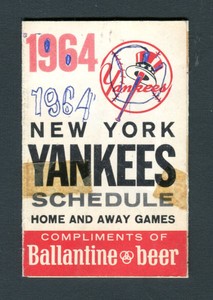 1964
Yankees
1964
NEW YORK
YANKEES
SCHEDULE
HOME AND AWAY GAMES
COMPLIMENTS OF
Ballantine beer